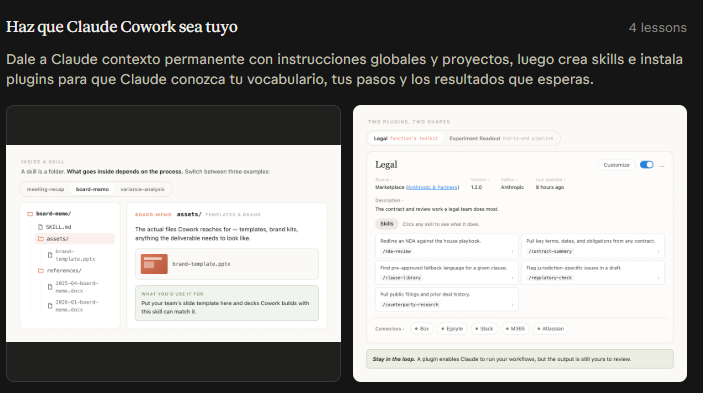 Haz que Claude Cowork sea tuyo
4 lessons
Dale a Claude contexto permanente con instrucciones globales y proyectos, luego crea skills e instala
plugins para que Claude conozca tu vocabulario, tus pasos y los resultados que esperas.
INSIDE A SKILL
A skill is a folder. What goes inside depends on the process. Switch between three examples:
meeting-recap
board-memo
variance-analysis
board-memo/
SKILL.md
assets/
brand-
template.pptx
references/
2025-04-board-
memo.docx
2026-01-board-
memo.docx
BOARD-MEMO assets/ TEMPLATES & BRAND
The actual files Cowork reaches for — templates, brand kits,
anything the deliverable needs to look like.
brand-template.pptx
WHAT YOU'D USE IT FOR
Put your team's slide template here and decks Cowork builds with
this skill can match it.
TWO PLUGINS, TWO SHAPES
Legal function's toolkit
Experiment Readout end-to-end pipeline
Legal
Customize
Source
Version
Author
Last updated
Marketplace (Anthropic & Partners)
1.2.0
Anthropic
9 hours ago
Description
The contract and review work a legal team does most.
Skills
Click any skill to see what it does.
Redline an NDA against the house playbook.
/nda-review
Pull key terms, dates, and obligations from any contract.
/contract-summary
Find pre-approved fallback language for a given clause.
/clause-library
Flag jurisdiction-specific issues in a draft.
/regulatory-check
Pull public filings and prior deal history.
/counterparty-research
Connectors
Box
Egnyte
Slack
M365
Atlassian
Stay in the loop. A plugin enables Claude to run your workflows, but the output is still yours to review.